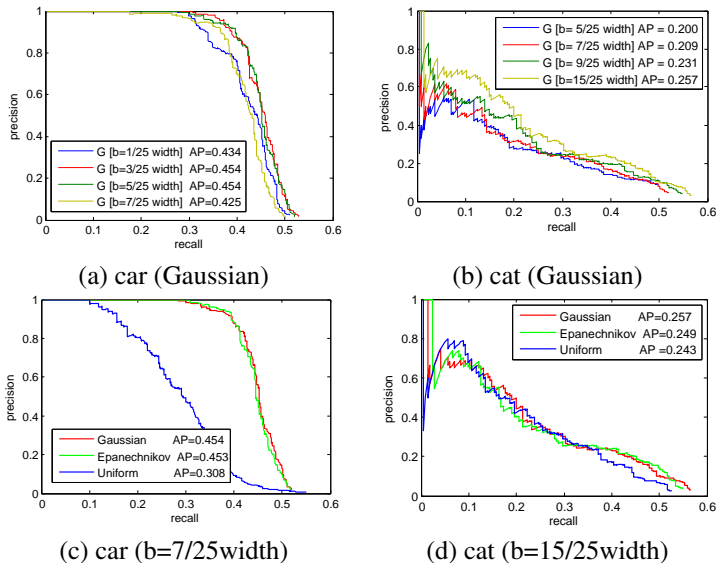 1
0.8
0.6
0.4
0.2
0
precision
G [b=1/25 width] AP=0.434
G [b=3/25 width] AP=0.454
G [b=5/25 width] AP=0.454
G [b=7/25 width] AP=0.425
0 0.1 0.2 0.3 0.4 0.5 0.6
recall
(a) car (Gaussian)
1
0.8
0.6
0.4
0.2
0
precision
G [b= 5/25 width] AP = 0.200
G [b= 7/25 width] AP = 0.209
G [b= 9/25 width] AP = 0.231
G [b=15/25 width] AP = 0.257
0 0.1 0.2 0.3 0.4 0.5 0.6
recall
(b) cat (Gaussian)
1
0.8
0.6
0.4
0.2
0
precision
Gaussian AP=0.454
Epanechnikov AP=0.453
Uniform AP=0.308
0 0.1 0.2 0.3 0.4 0.5 0.6
recall
(c) car (b=7/25width)
1
0.8
0.6
0.4
0.2
0
precision
Gaussian AP=0.257
Epanechnikov AP =0.249
Uniform AP =0.243
0 0.1 0.2 0.3 0.4 0.5 0.6
recall
(d) cat (b=15/25width)